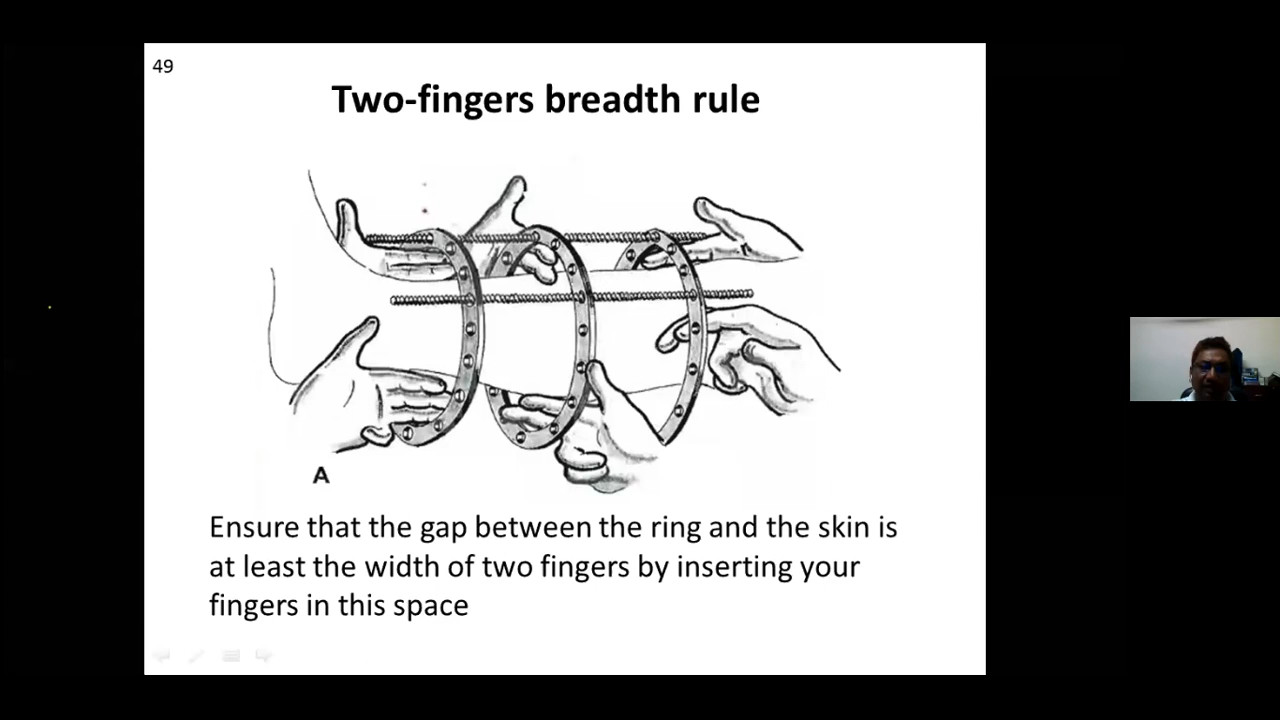 49
Two-fingers breadth rule
A
Ensure that the gap between the ring and the skin is
at least the width of two fingers by inserting your
fingers in this space